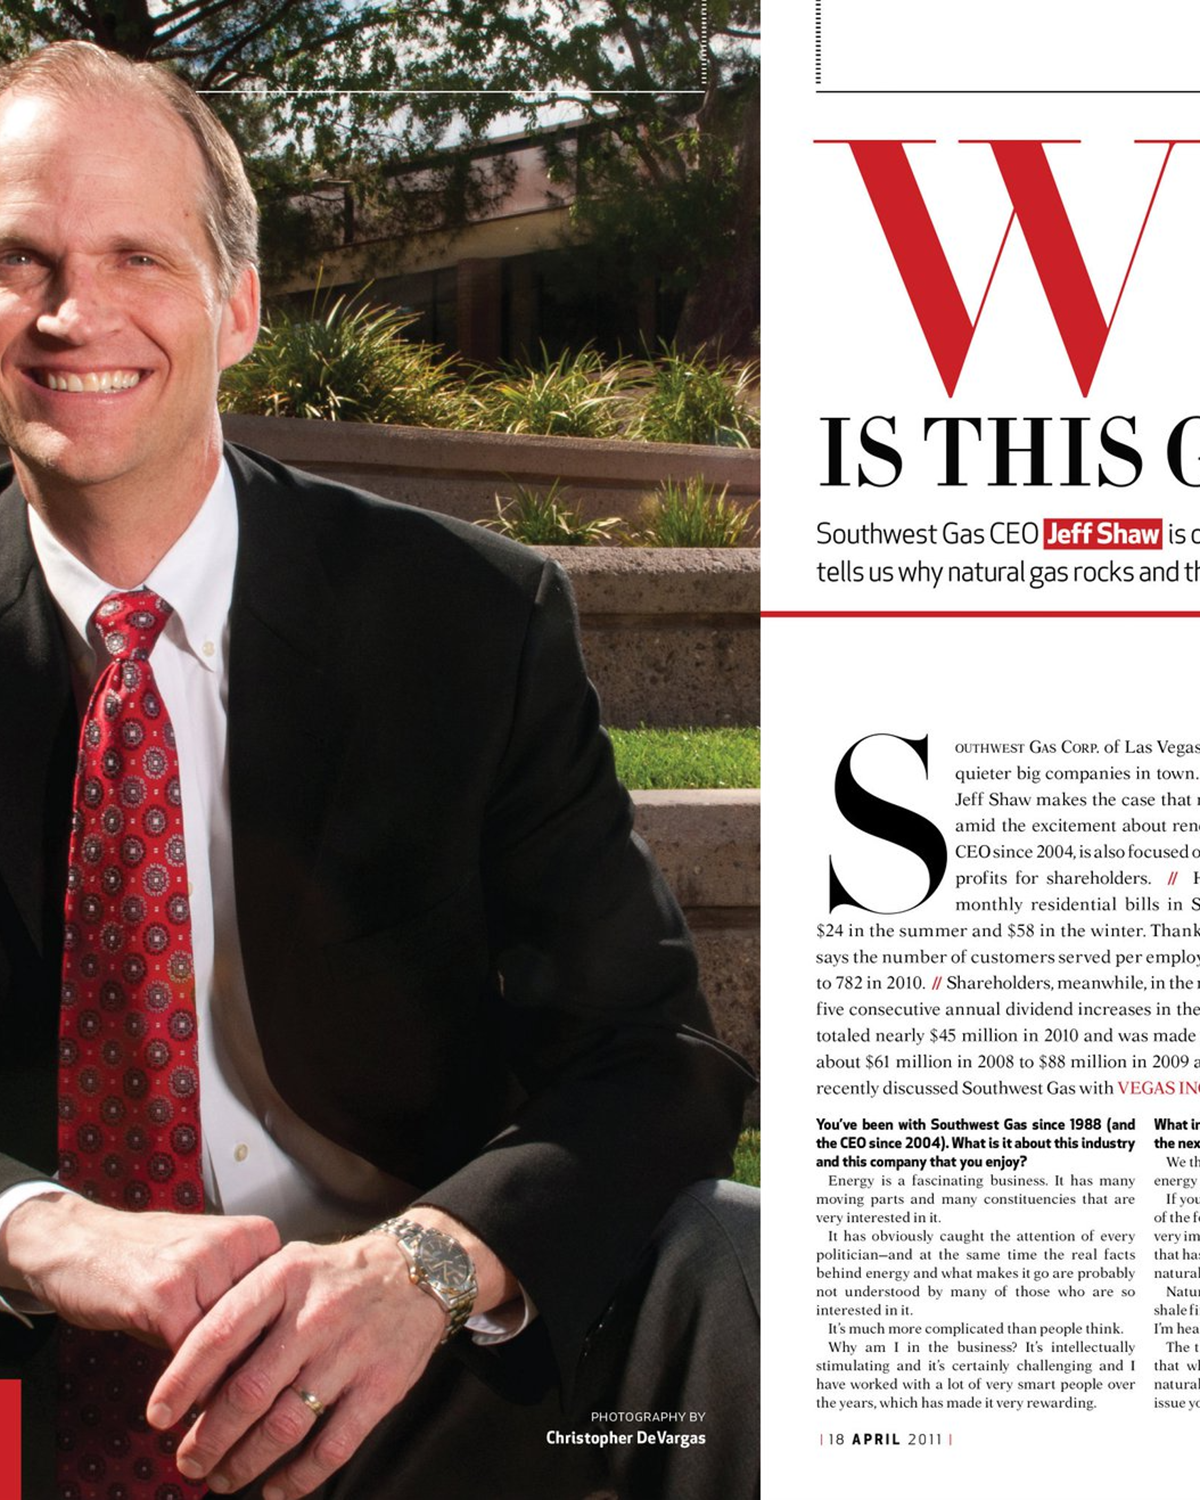 PHOTOGRAPHY BY
Christopher DeVargas
W
IS THIS G
Southwest Gas CEO Jeff Shaw is
tells us why natural gas rocks and th
SOUTHWEST GAS CORP. of Las Vegas
quieter big companies in town.
Jeff Shaw makes the case that
amid the excitement about rene
CEO since 2004, is also focused o
profits for shareholders. // H
monthly residential bills in S
$24 in the summer and $58 in the winter. Thank
says the number of customers served per employ
to 782 in 2010. // Shareholders, meanwhile, in the
five consecutive annual dividend increases in the
totaled nearly $45 million in 2010 and was made
about $61 million in 2008 to $88 million in 2009 a
recently discussed Southwest Gas with VEGAS INC
You've been with Southwest Gas since 1988 (and
the CEO since 2004). What is it about this industry
and this company that you enjoy?
Energy is a fascinating business. It has many
moving parts and many constituencies that are
very interested in it.
It has obviously caught the attention of every
politician—and at the same time the real facts
behind energy and what makes it go are probably
not understood by many of those who are so
interested in it.
It's much more complicated than people think.
Why am I in the business? It's intellectually
stimulating and it's certainly challenging and I
have worked with a lot of very smart people over
the years, which has made it very rewarding.
What in
the nex
We th
energy
If you
of the fo
very im
that has
natural
Natur
shale fi
I'm hea
The t
that wh
natural
issue yo
| 18 APRIL 2011 |